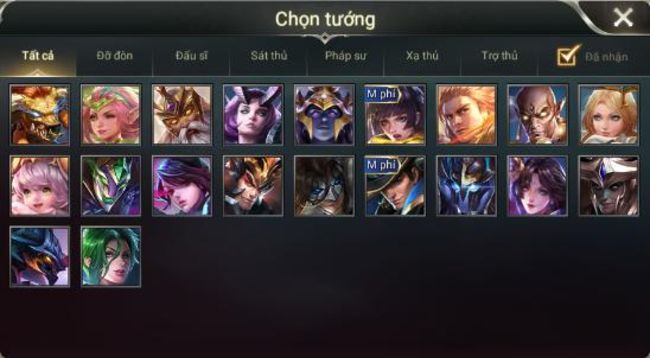 Chọn tướng
Tất cả Đỡ đòn Đấu sĩ Sát thủ Pháp sư Xạ thủ Trợ thủ Đã nhận
M phí
M phí